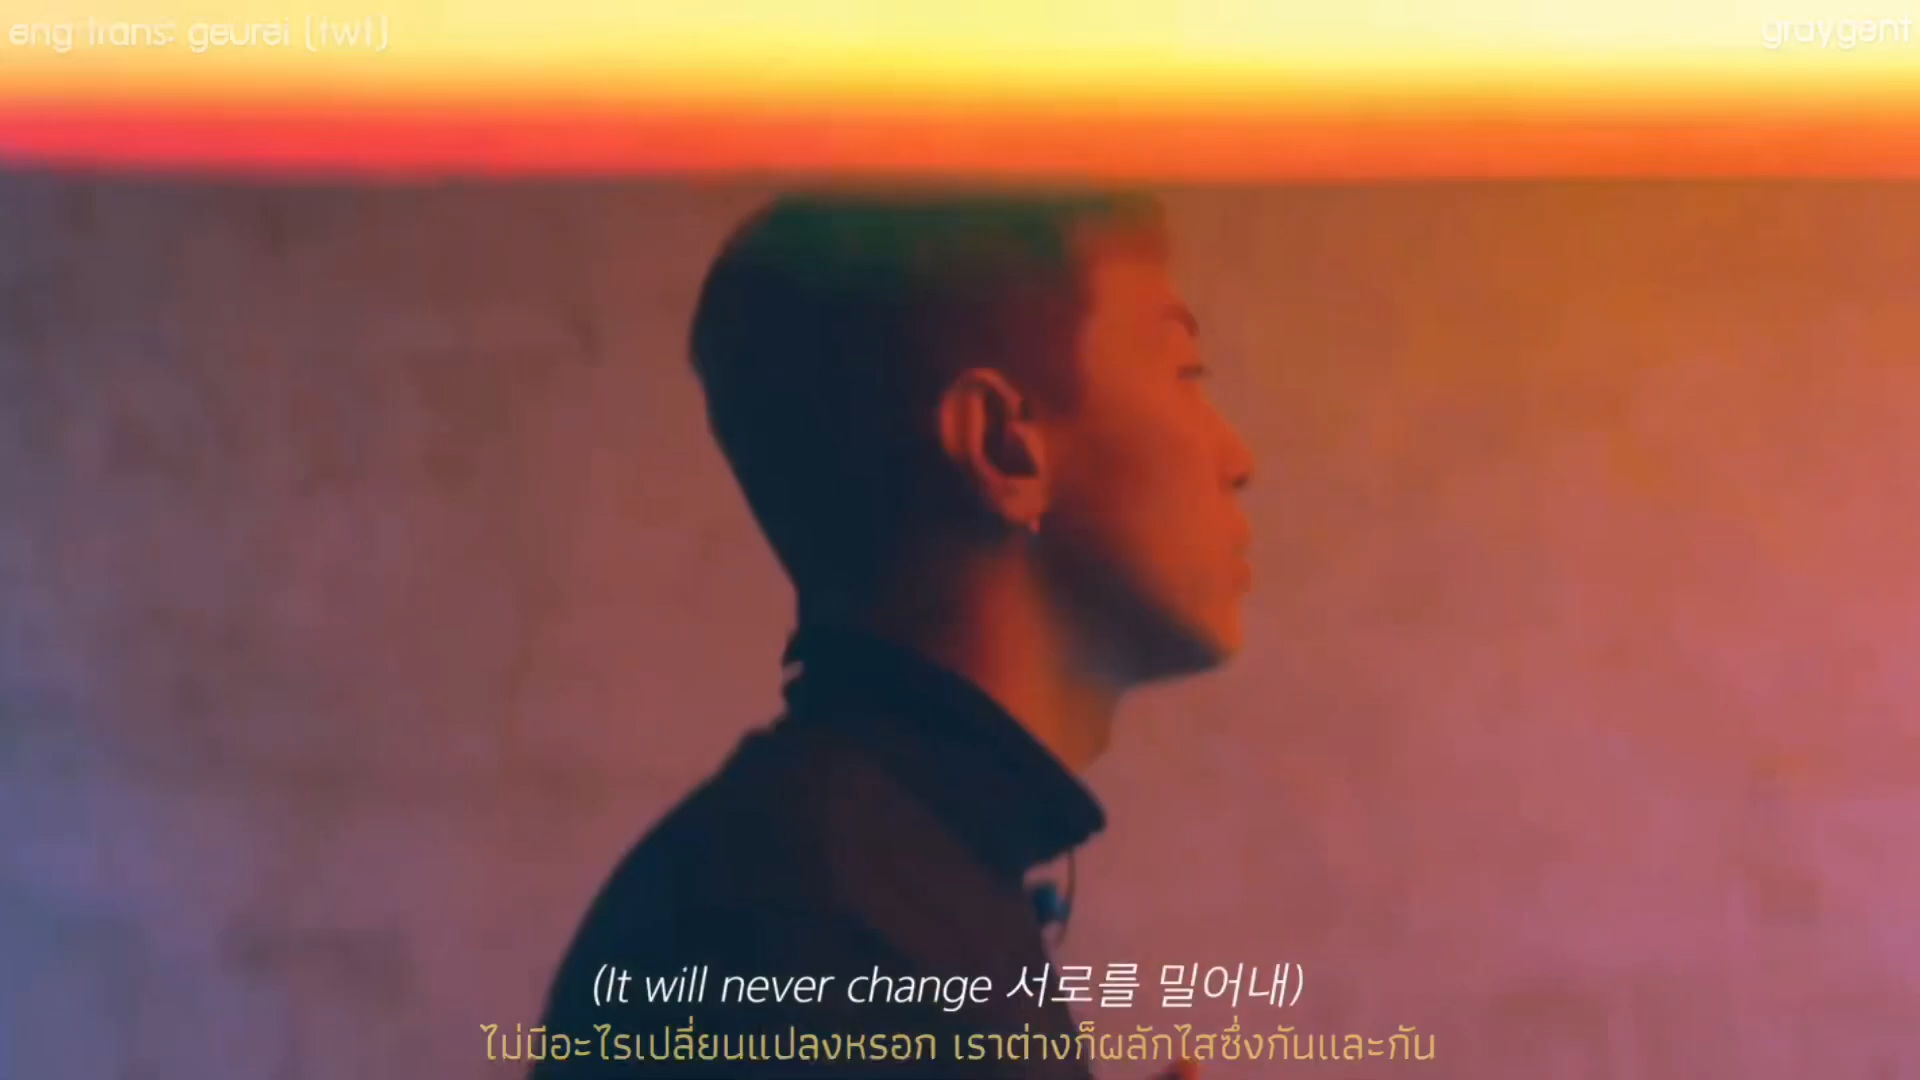 eng trans: geurei (twt)
graygent
(It will never change 서로를 밀어내)
ไม่มีอะไรเปลี่ยนแปลงหรอก เราต่างก็ผลักไสซึ่งกันและกัน